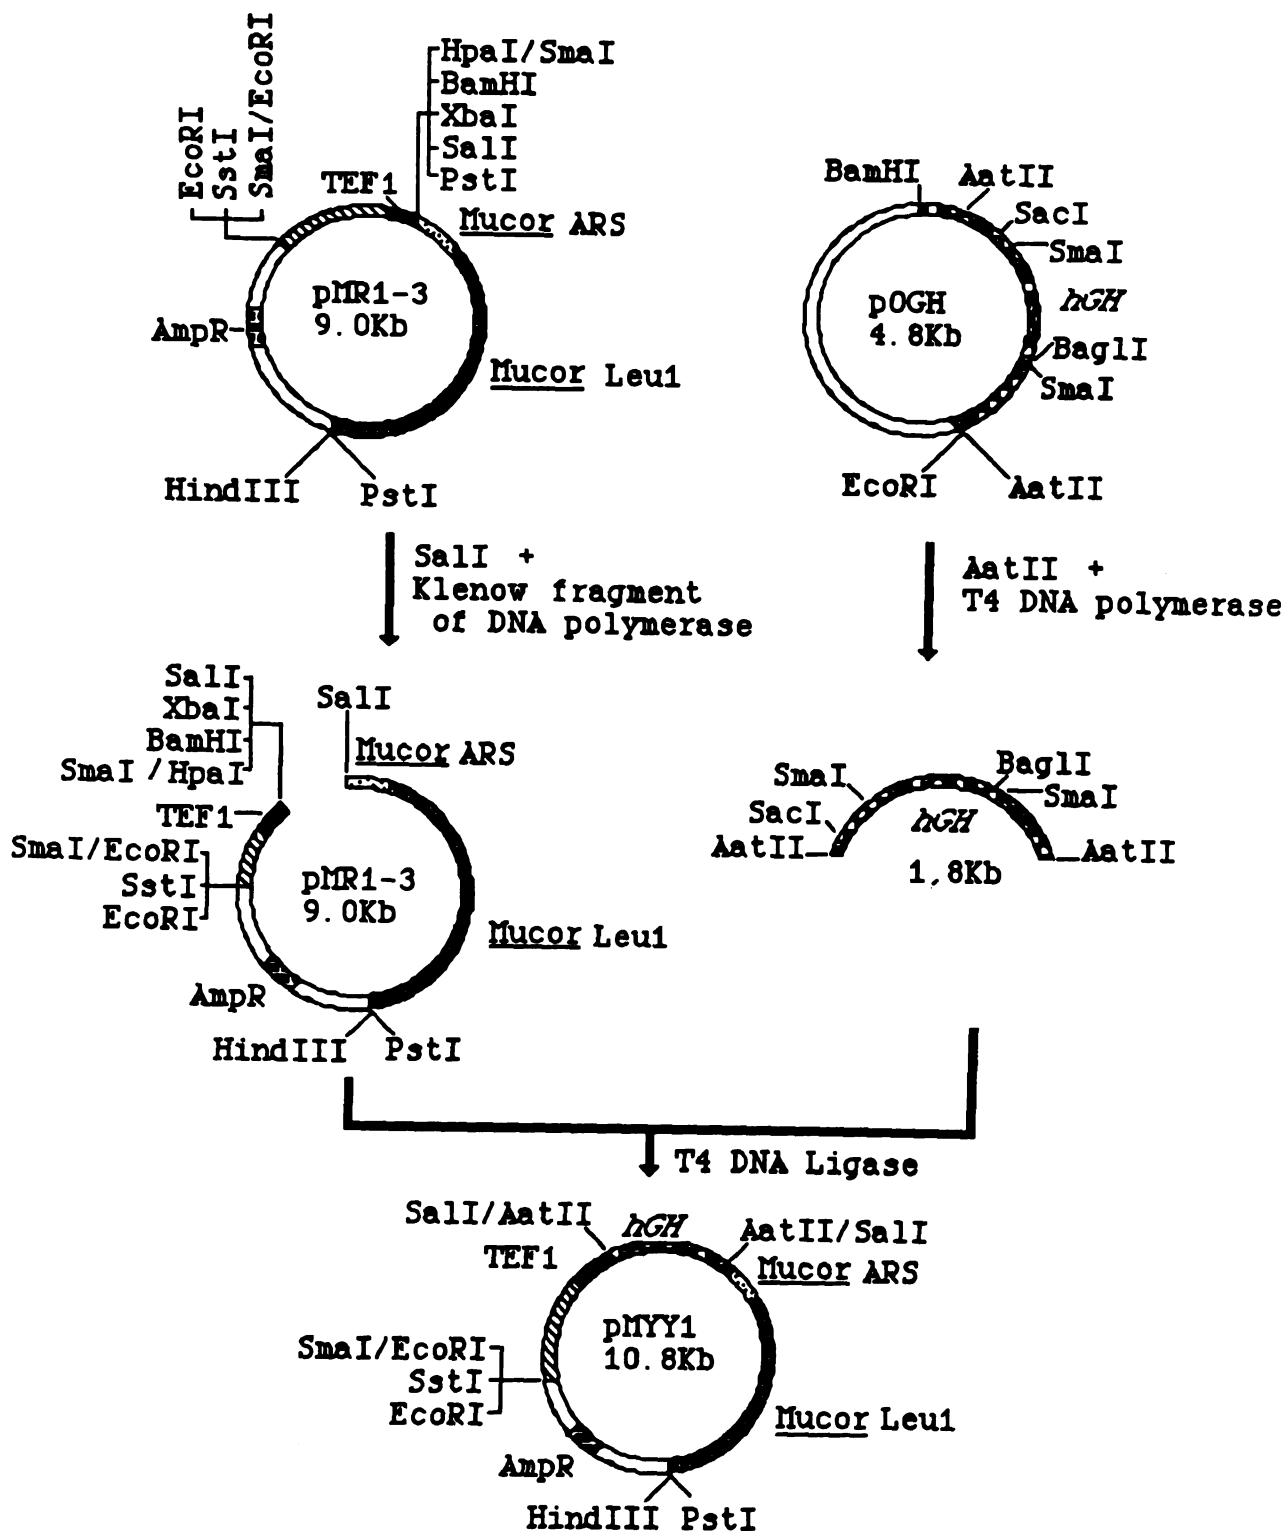 EcoRI
SstI
SmaI/EcoRI
HpaI/SmaI
BamHI
XbaI
SalI
PstI
TEF1
Mucor ARS
pMR1-3
9.0Kb
AmpR
Mucor Leu1
HindIII
PstI
BamHI
AatII
SacI
SmaI
hGH
pOGH
4.8Kb
BaglI
SmaI
EcoRI
AatII
SalI +
Klenow fragment
of DNA polymerase
AatII +
T4 DNA polymerase
SalI
XbaI
BamHI
SmaI/HpaI
SalI
Mucor ARS
TEF1
SmaI/EcoRI
SstI
EcoRI
pMR1-3
9.0Kb
Mucor Leu1
AmpR
HindIII
PstI
SmaI
SacI
AatII
BaglI
SmaI
hGH
AatII
1,8Kb
T4 DNA Ligase
SalI/AatII
hGH
AatII/SalI
TEF1
Mucor ARS
pMYY1
10.8Kb
SmaI/EcoRI
SstI
EcoRI
Mucor Leu1
AmpR
HindIII
PstI